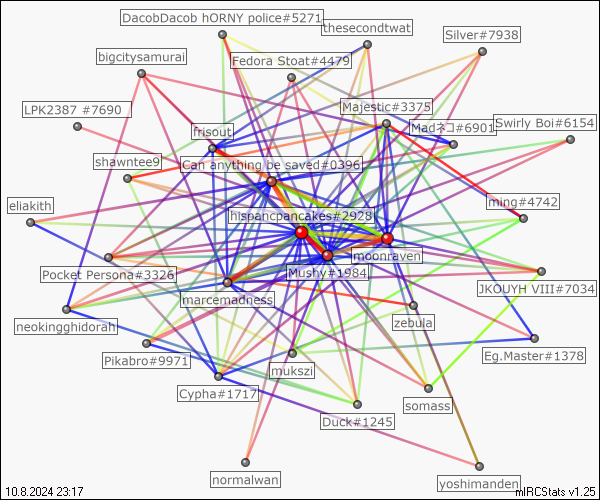 DacobDacob hORNY police#5271
thesecondtwat
Silver#7938
bigcitysamurai
Fedora Stoat#4479
LPK2387 #7690
Majestic#3375
frisout
Madネコ#6901
Swirly Boi#6154
shawntee9
Can anything be saved#0396
eliakith
ming#4742
hispancpancakes#2928
moonraven
Pocket Persona#3326
Mushy#1984
JKOUYH VIII#7034
marcemadness
neokingghidorah
zebula
Pikabro#9971
Eg.Master#1378
mukszi
Cypha#1717
somass
Duck#1245
normalwan
yoshimanden
10.8.2024 23:17
mIRCStats v1.25